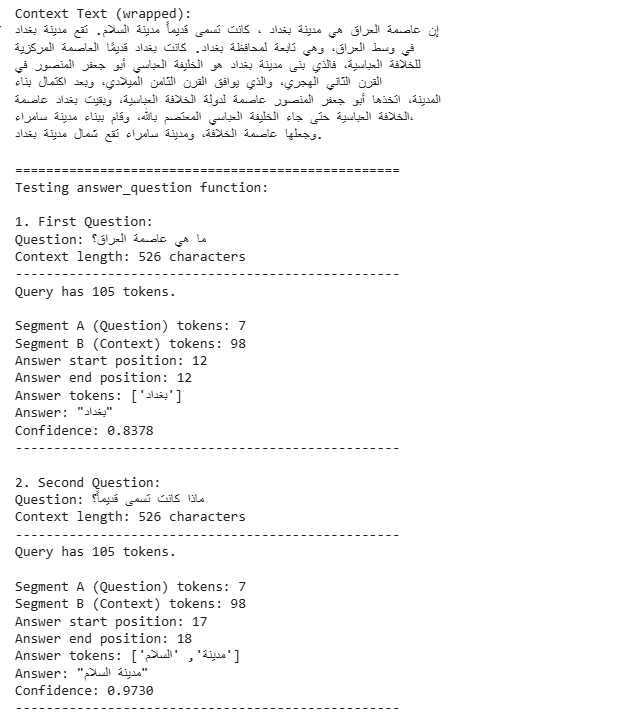 Context Text (wrapped):
إن عاصمة العراق هي مدينة بغداد ، كانت تسمى قديماً مدينة السلام. تقع مدينة بغداد
في وسط العراق، وهي تابعة لمحافظة بغداد. كانت بغداد قديمًا العاصمة المركزية
للخلافة العباسية، فالذي بنى مدينة بغداد هو الخليفة العباسي أبو جعفر المنصور في
القرن الثاني الهجري، والذي يوافق القرن الثامن الميلادي، وبعد اكتمال بناء
المدينة، اتخذها أبو جعفر المنصور عاصمة لدولة الخلافة العباسية، وبقيت بغداد عاصمة
الخلافة العباسية حتى جاء الخليفة العباسي المعتصم بالله، وقام ببناء مدينة سامراء،
وجعلها عاصمة الخلافة، ومدينة سامراء تقع شمال مدينة بغداد.
==================================================
Testing answer_question function:
1. First Question:
Question: ما هي عاصمة العراق؟
Context length: 526 characters
--------------------------------------------------
Query has 105 tokens.
Segment A (Question) tokens: 7
Segment B (Context) tokens: 98
Answer start position: 12
Answer end position: 12
Answer tokens: ['بغداد']
Answer: "بغداد"
Confidence: 0.8378
--------------------------------------------------
2. Second Question:
Question: ماذا كانت تسمى قديماً؟
Context length: 526 characters
--------------------------------------------------
Query has 105 tokens.
Segment A (Question) tokens: 7
Segment B (Context) tokens: 98
Answer start position: 17
Answer end position: 18
Answer tokens: ['مدينة', 'السلام']
Answer: "مدينة السلام"
Confidence: 0.9730
--------------------------------------------------